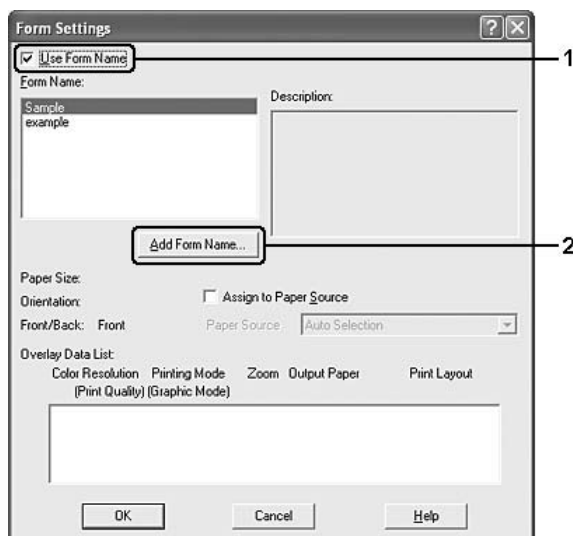 Form Settings
Use Form Name
1
Form Name:
Description:
Sample
example
Add Form Name...
2
Paper Size:
Orientation:
Assign to Paper Source
Front/Back: Front
Paper Source
Auto Selection
Overlay Data List:
Color Resolution Printing Mode Zoom Output Paper Print Layout
(Print Quality) (Graphic Mode)
OK Cancel Help